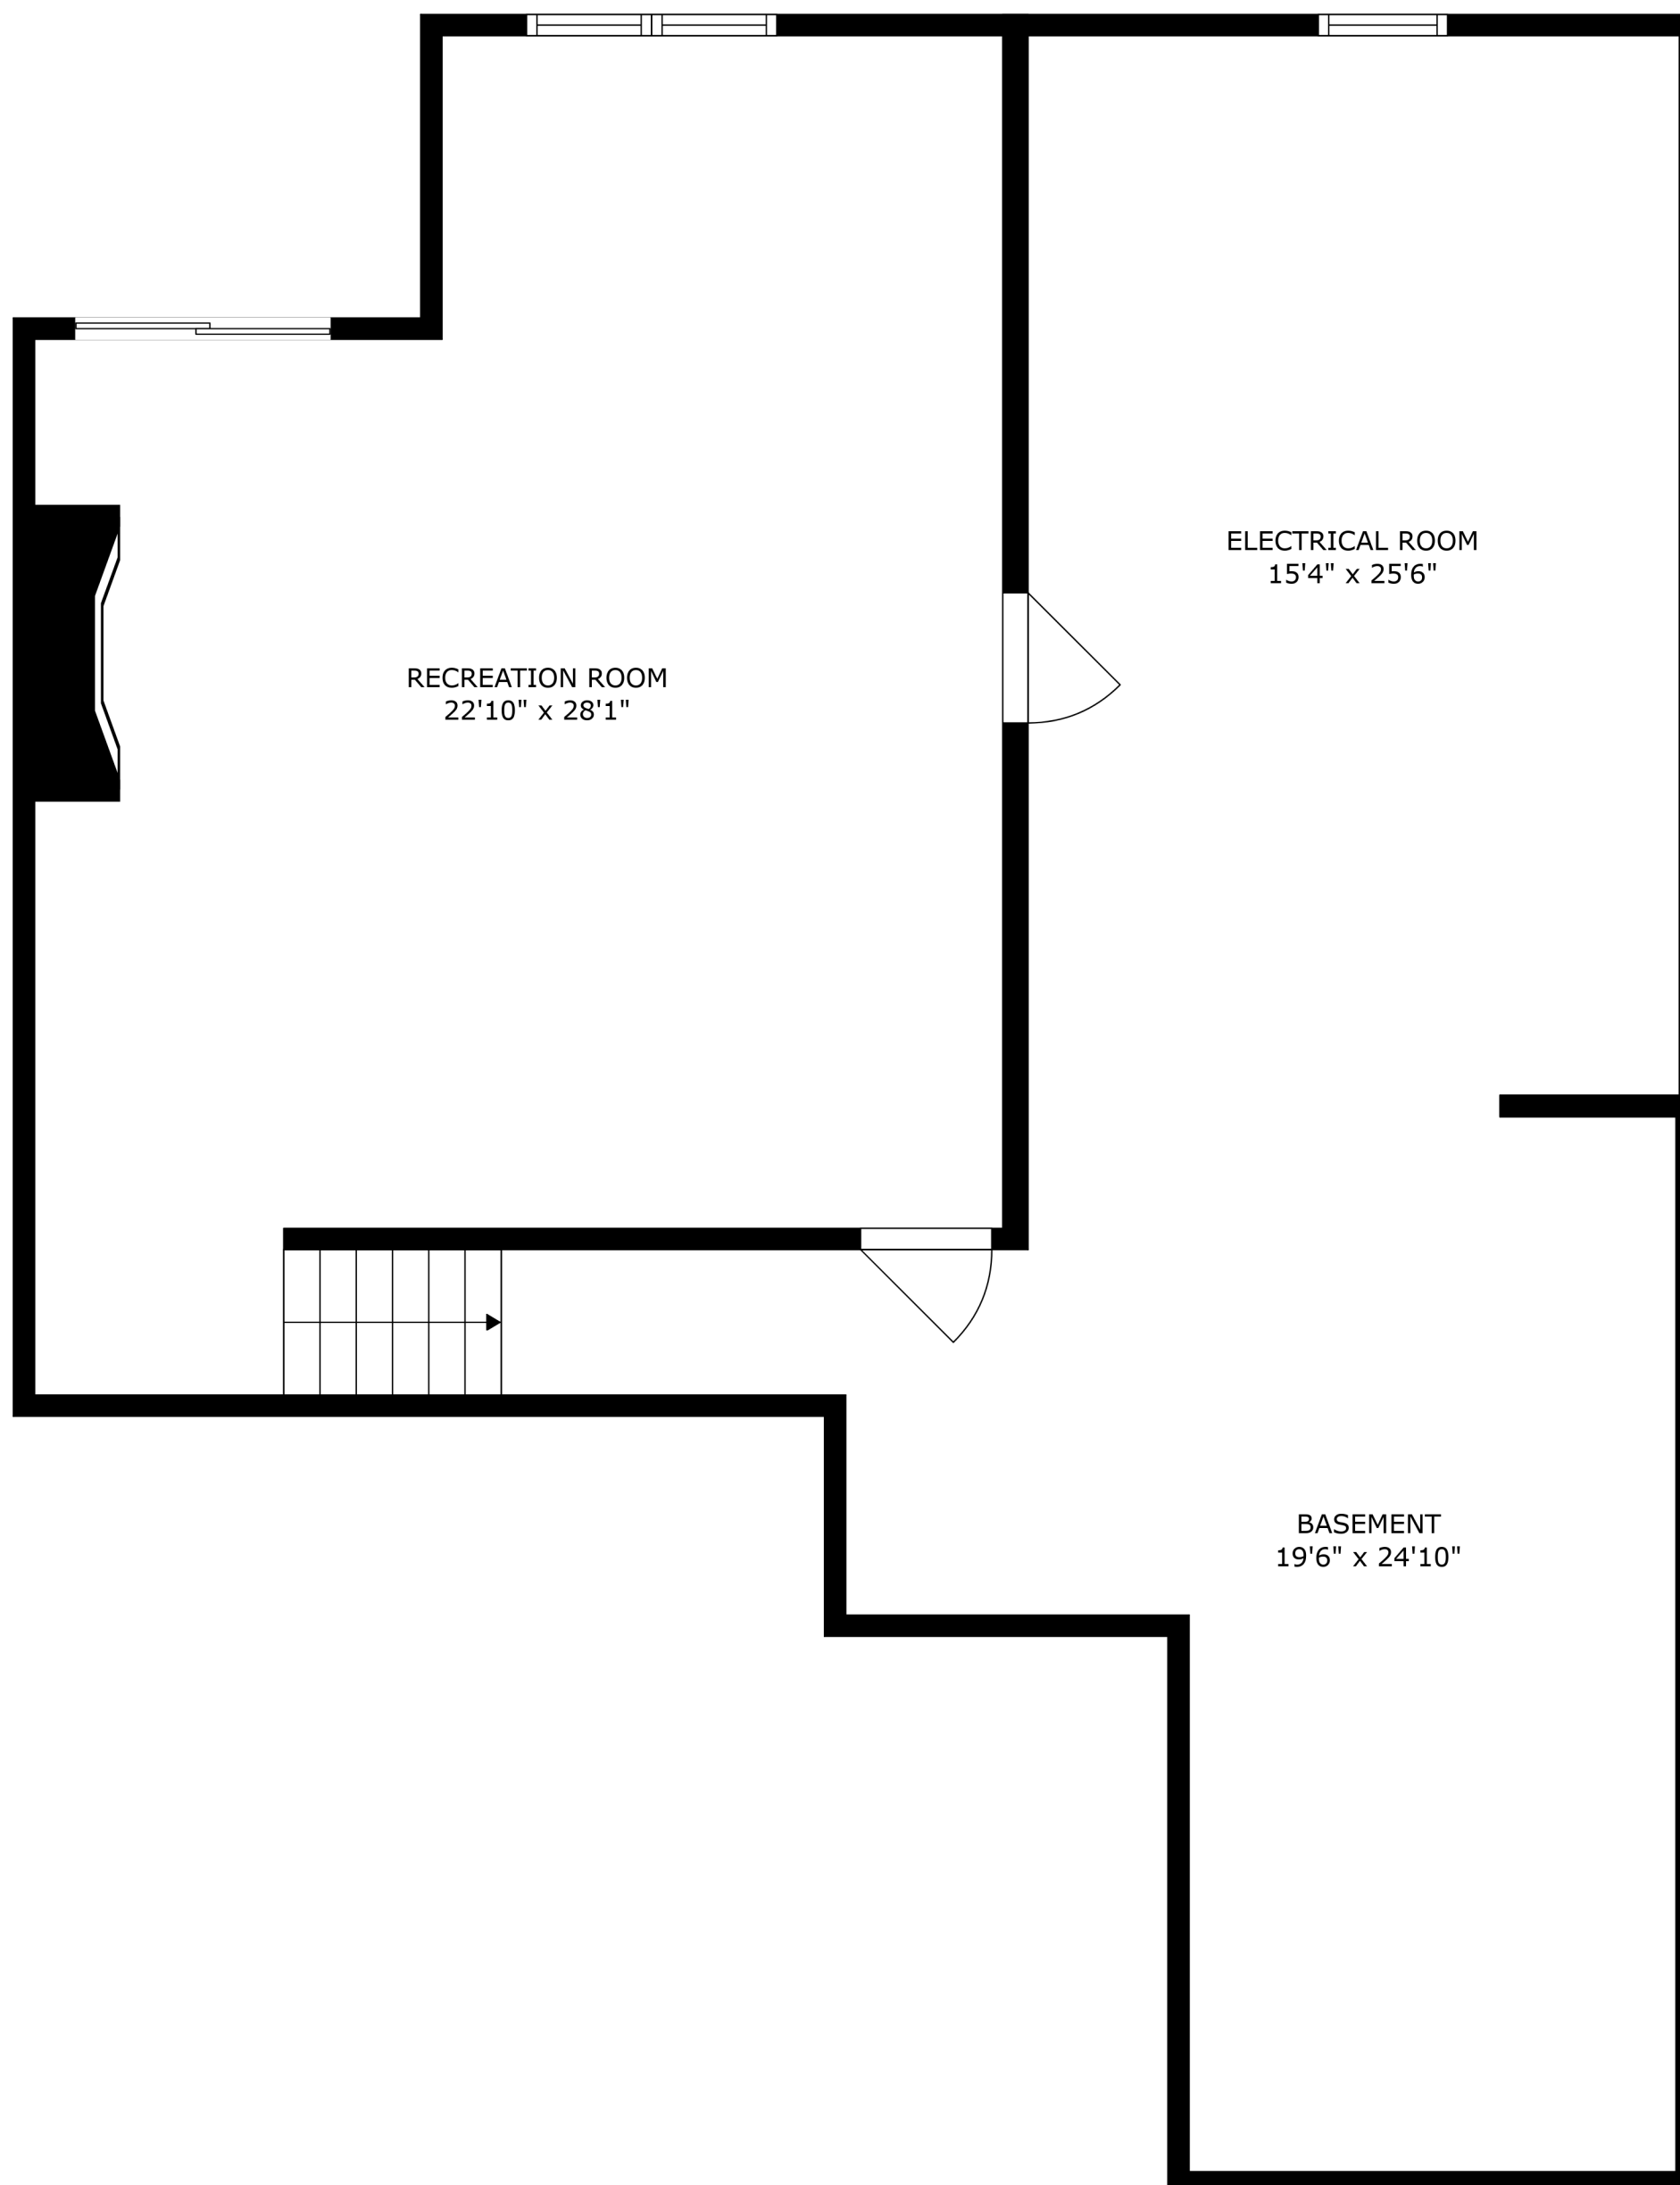 ELECTRICAL ROOM
15'4" x 25'6"
RECREATION ROOM
22'10" x 28'1"
BASEMENT
19'6" x 24'10"